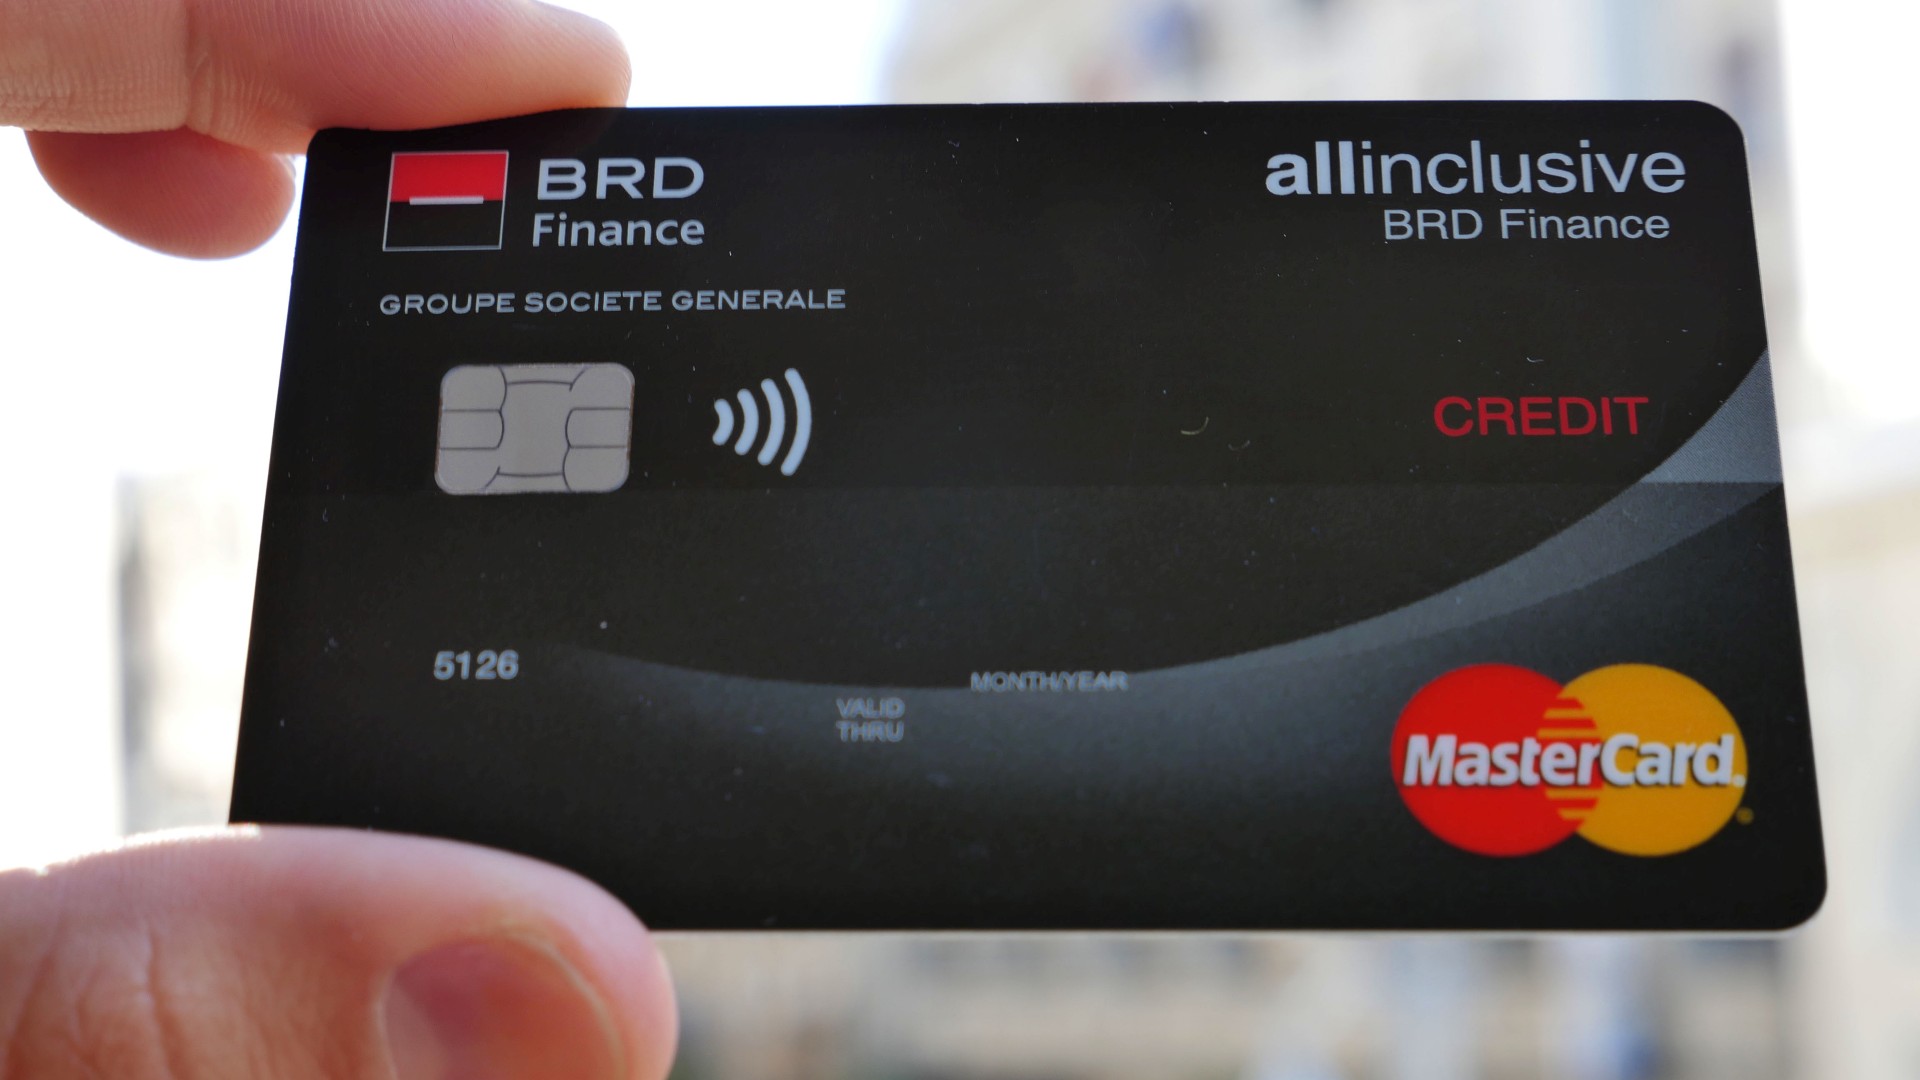 BRD
Finance
GROUPE SOCIETE GENERALE
allinclusive
BRD Finance
CREDIT
5126
MONTH/YEAR
VALID
THRU
MasterCard